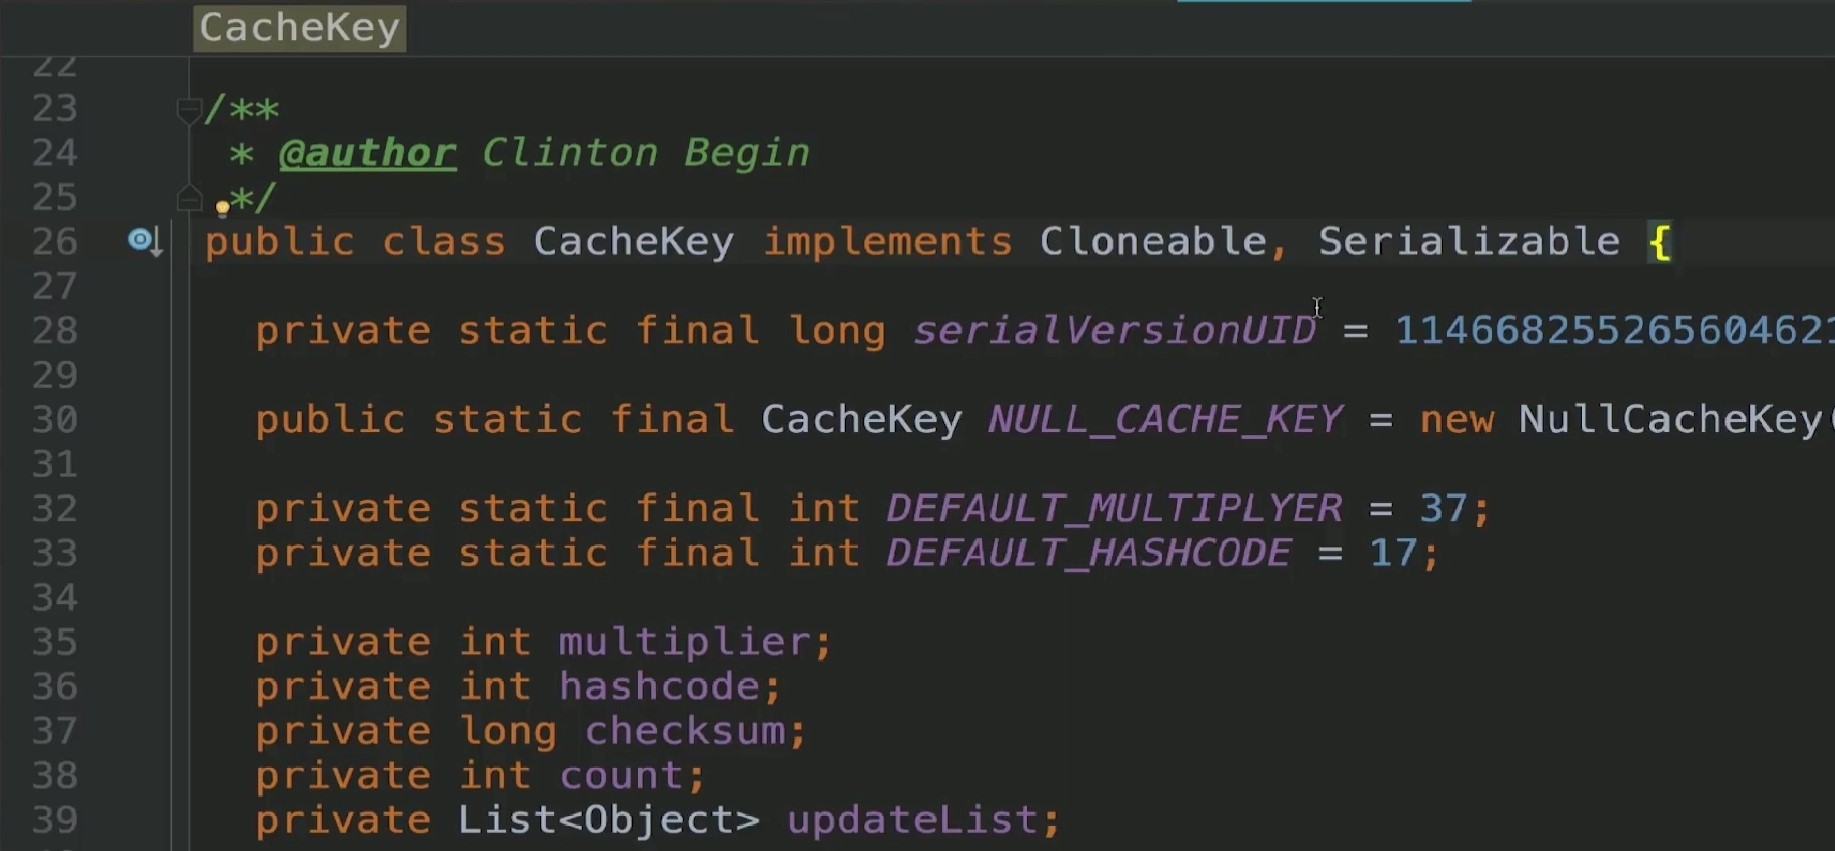 CacheKey
22
23 /**
24 * @author Clinton Begin
25 */
26 public class CacheKey implements Cloneable, Serializable {
27
28 private static final long serialVersionUID = 1146682552656046210
29
30 public static final CacheKey NULL_CACHE_KEY = new NullCacheKey(
31
32 private static final int DEFAULT_MULTIPLYER = 37;
33 private static final int DEFAULT_HASHCODE = 17;
34
35 private int multiplier;
36 private int hashcode;
37 private long checksum;
38 private int count;
39 private List<Object> updateList;